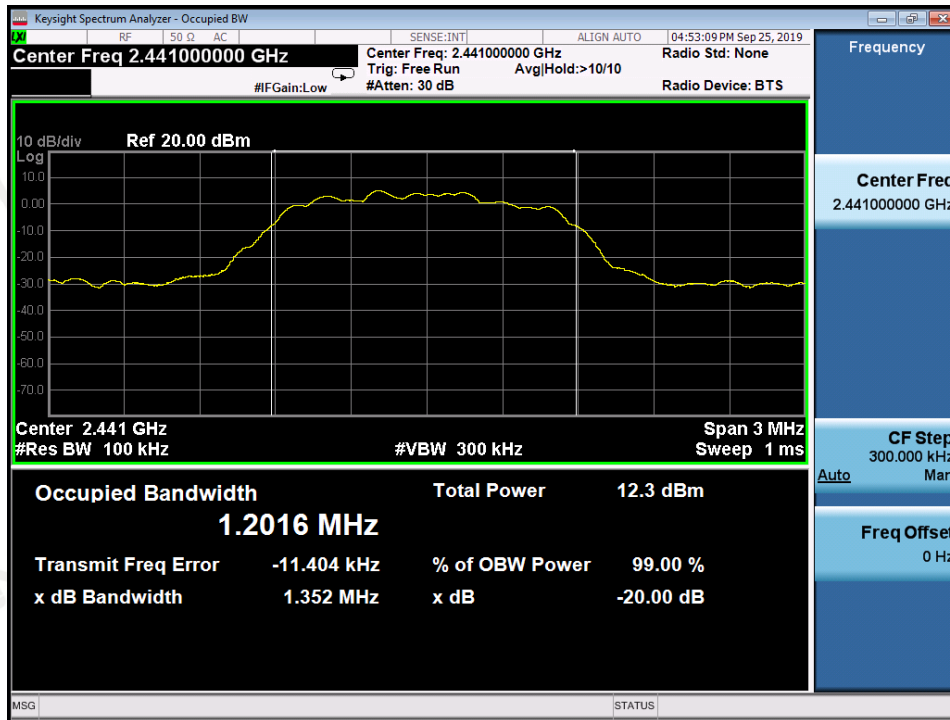 Keysight Spectrum Analyzer - Occupied BW
LXI RF 50 Ω AC SENSE:INT ALIGN AUTO 04:53:09 PM Sep 25, 2019
Center Freq 2.441000000 GHz
Center Freq: 2.441000000 GHz Radio Std: None
Trig: Free Run Avg|Hold:>10/10
#IFGain:Low #Atten: 30 dB Radio Device: BTS
10 dB/div Ref 20.00 dBm
Log
10.0
0.00
-10.0
-20.0
-30.0
-40.0
-50.0
-60.0
-70.0
Center 2.441 GHz Span 3 MHz
#Res BW 100 kHz #VBW 300 kHz Sweep 1 ms
Occupied Bandwidth Total Power 12.3 dBm
1.2016 MHz
Transmit Freq Error -11.404 kHz % of OBW Power 99.00 %
x dB Bandwidth 1.352 MHz x dB -20.00 dB
Frequency
Center Freq
2.441000000 GHz
CF Step
300.000 kHz
Auto Man
Freq Offset
0 Hz
MSG STATUS